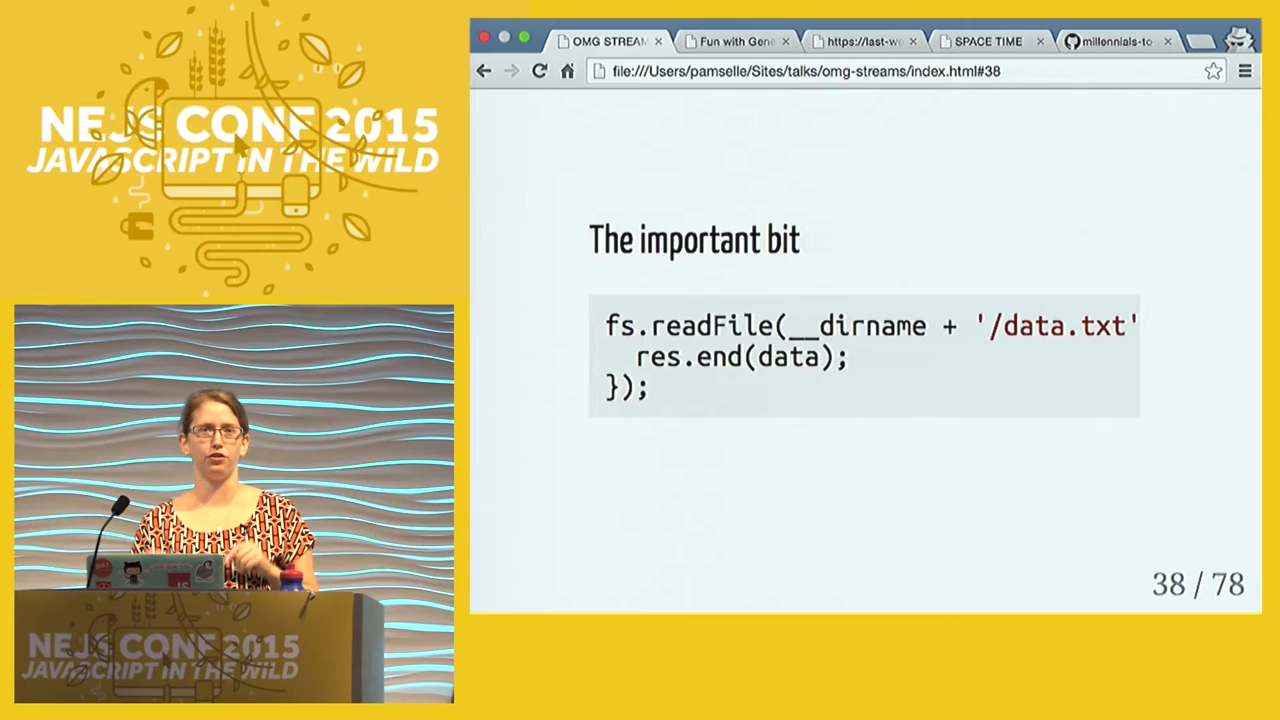 NEJS CONF 2015
JAVASCRIPT IN THE WILD
OMG STREAM
Fun with Gene
https://last-wo
SPACE TIME
millennials-to-
file:///Users/pamselle/Sites/talks/omg-streams/index.html#38
The important bit
fs.readFile(__dirname + '/data.txt'
res.end(data);
});
38 / 78
JS
NEJS CONF 2015
JAVASCRIPT IN THE WILD